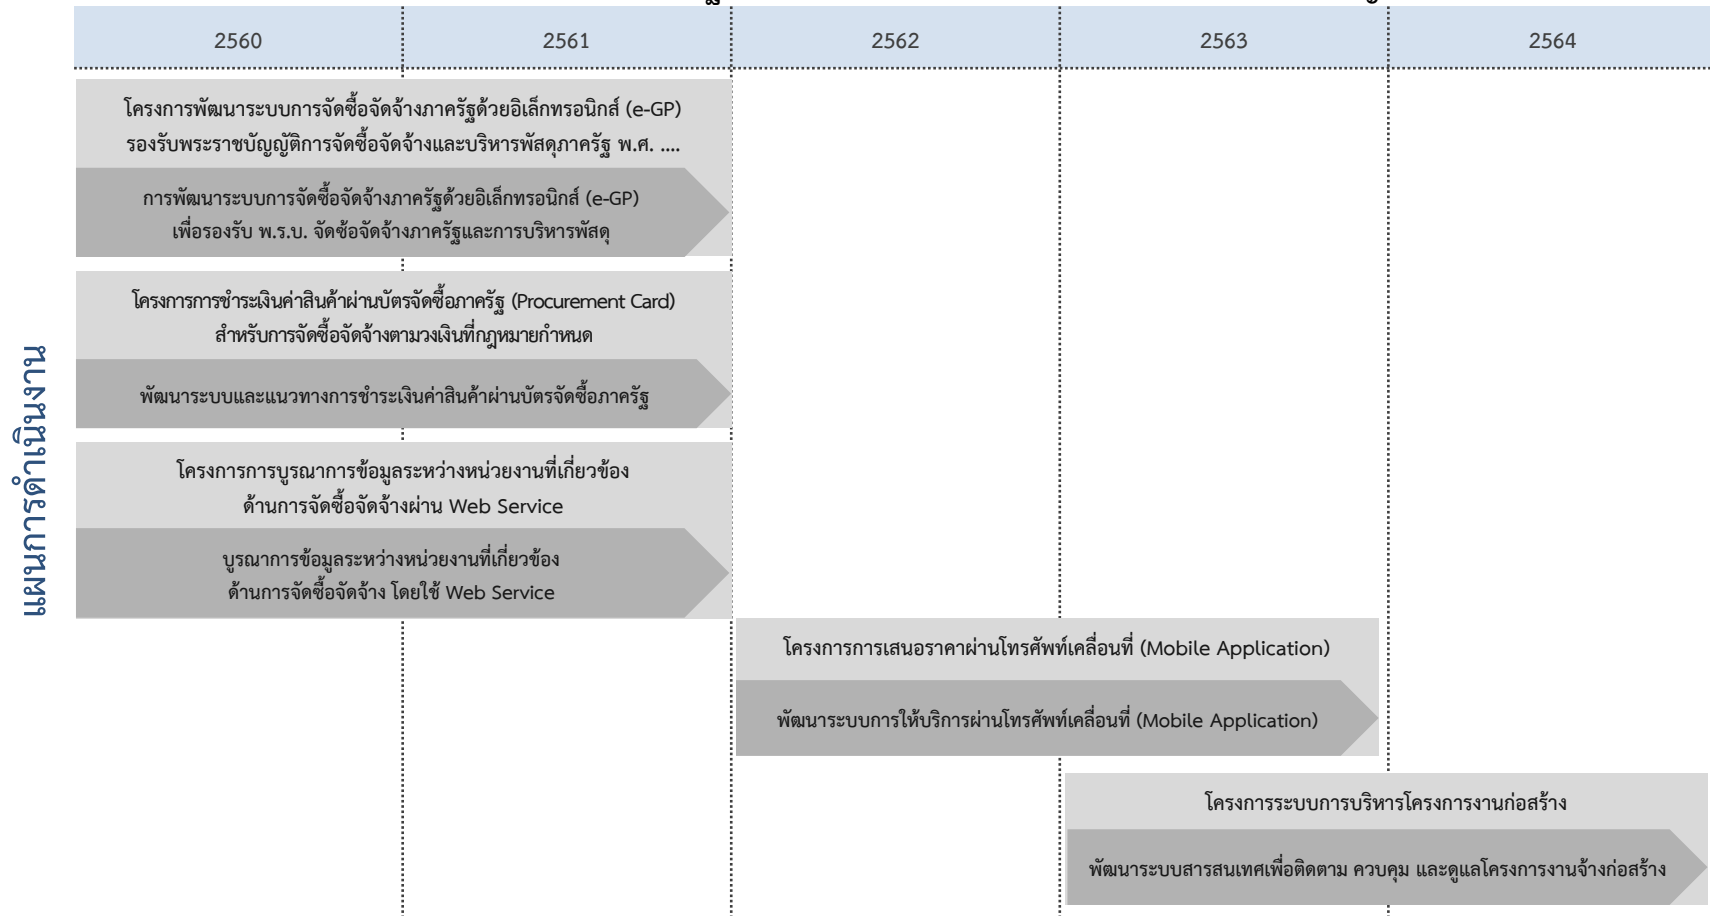 2560 2561 2562 2563 2564
แผนการดำเนินงาน
โครงการพัฒนาระบบการจัดซื้อจัดจ้างภาครัฐด้วยอิเล็กทรอนิกส์ (e-GP)
รองรับพระราชบัญญัติการจัดซื้อจัดจ้างและบริหารพัสดุภาครัฐ พ.ศ. ....
การพัฒนาระบบการจัดซื้อจัดจ้างภาครัฐด้วยอิเล็กทรอนิกส์ (e-GP)
เพื่อรองรับ พ.ร.บ. จัดซ้อจัดจ้างภาครัฐและการบริหารพัสดุ
โครงการการชำระเงินค่าสินค้าผ่านบัตรจัดซื้อภาครัฐ (Procurement Card)
สำหรับการจัดซื้อจัดจ้างตามวงเงินที่กฎหมายกำหนด
พัฒนาระบบและแนวทางการชำระเงินค่าสินค้าผ่านบัตรจัดซื้อภาครัฐ
โครงการการบูรณาการข้อมูลระหว่างหน่วยงานที่เกี่ยวข้อง
ด้านการจัดซื้อจัดจ้างผ่าน Web Service
บูรณาการข้อมูลระหว่างหน่วยงานที่เกี่ยวข้อง
ด้านการจัดซื้อจัดจ้าง โดยใช้ Web Service
โครงการการเสนอราคาผ่านโทรศัพท์เคลื่อนที่ (Mobile Application)
พัฒนาระบบการให้บริการผ่านโทรศัพท์เคลื่อนที่ (Mobile Application)
โครงการระบบการบริหารโครงการงานก่อสร้าง
พัฒนาระบบสารสนเทศเพื่อติดตาม ควบคุม และดูแลโครงการงานจ้างก่อสร้าง